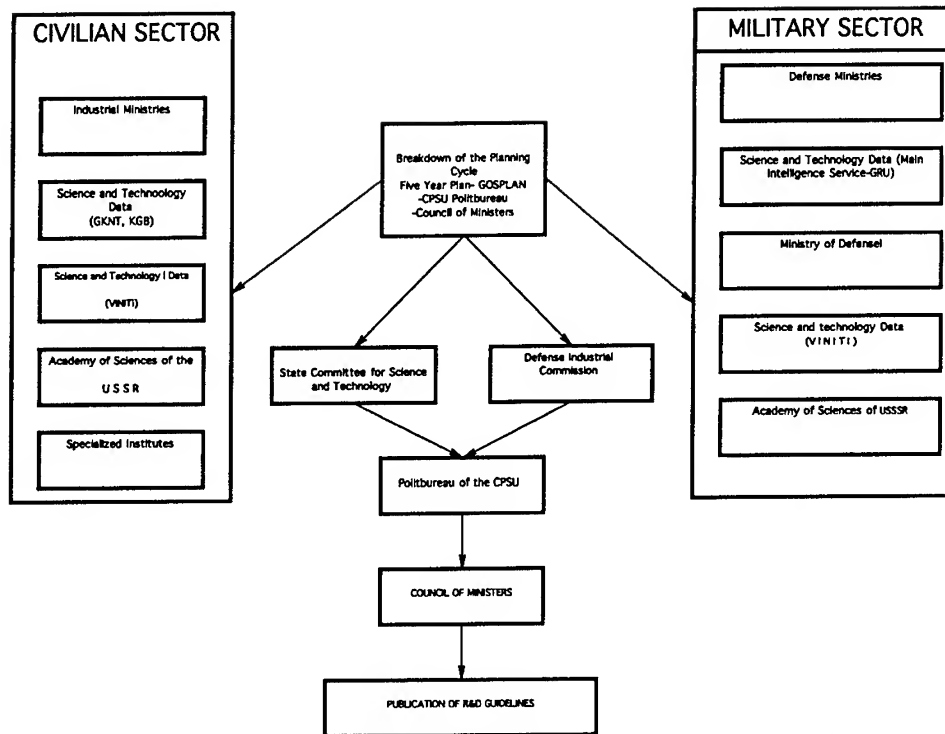 CIVILIAN SECTOR
Industrial Ministries
Science and Technoology
Data
(GKNT, KGB)
Science and Technology l Data
(VINITI)
Academy of Sciences of the
U S S R
Specialized Institutes
Breakdown of the Planning
Cycle
Five Year Plan- GOSPLAN
-CPSU Politbureau
-Council of Ministers
State Committee for Science
and Technology
Defense Industrial
Commission
Politbureau of the CPSU
COUNCIL OF MINISTERS
PUBLICATION OF R&D GUIDELINES
MILITARY SECTOR
Defense Ministries
Science and Technology Data (Main
Intelligence Service-GRU)
Ministry of Defensel
Science and technology Data
(V I N I T I )
Academy of Sciences of USSSR